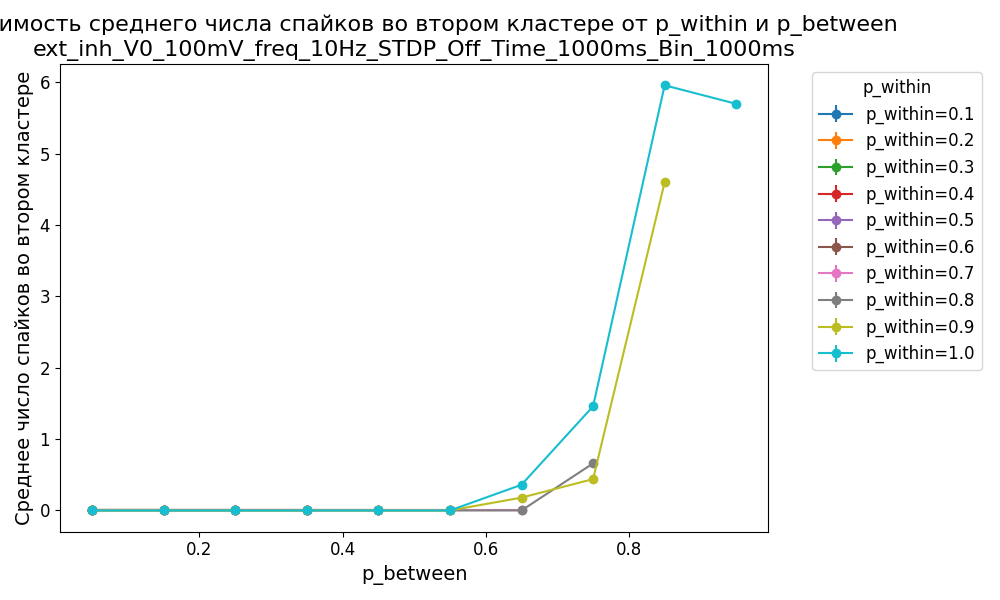 имость среднего числа спайков во втором кластере от p_within и p_between
ext_inh_V0_100mV_freq_10Hz_STDP_Off_Time_1000ms_Bin_1000ms
Среднее число спайков во втором кластере
6
5
4
3
2
1
0
0.2
0.4
0.6
0.8
p_between
p_within
p_within=0.1
p_within=0.2
p_within=0.3
p_within=0.4
p_within=0.5
p_within=0.6
p_within=0.7
p_within=0.8
p_within=0.9
p_within=1.0